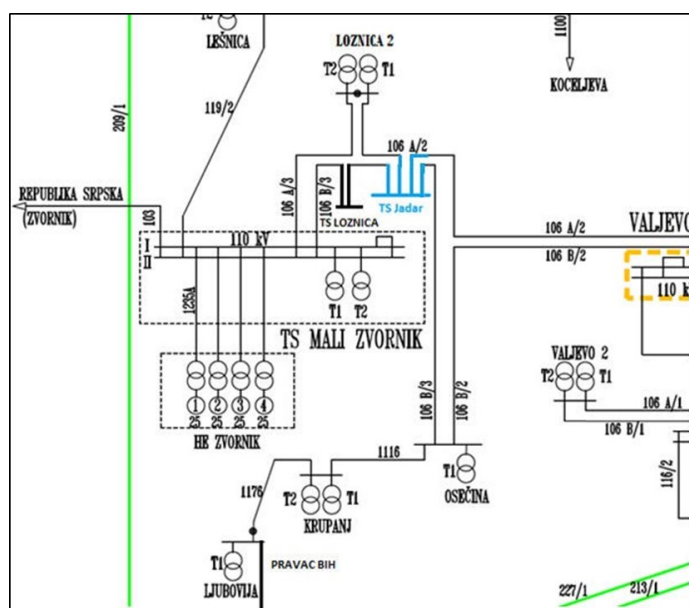 T2
LEŠNICA
1100
KOCELJEVA
LOZNICA 2
T2
T1
209/1
119/2
106 A/2
106 A/3
106 B/3
TS LOZNICA
TS Jadar
REPUBLIKA SRPSKA
(ZVORNIK)
103
I
II
110 kV
106 A/2
106 B/2
VALJEVO
110 k
1235A
T1
T2
TS MALI ZVORNIK
1
2
3
4
25
25
25
25
HE ZVORNIK
VALJEVO 2
T2
T1
106 A/1
106 B/1
116/2
106 B/3
106 B/2
1116
T1
OSEČINA
1176
T2
T1
KRUPANJ
T1
LJUBOVIJA
PRAVAC BIH
227/1
213/1